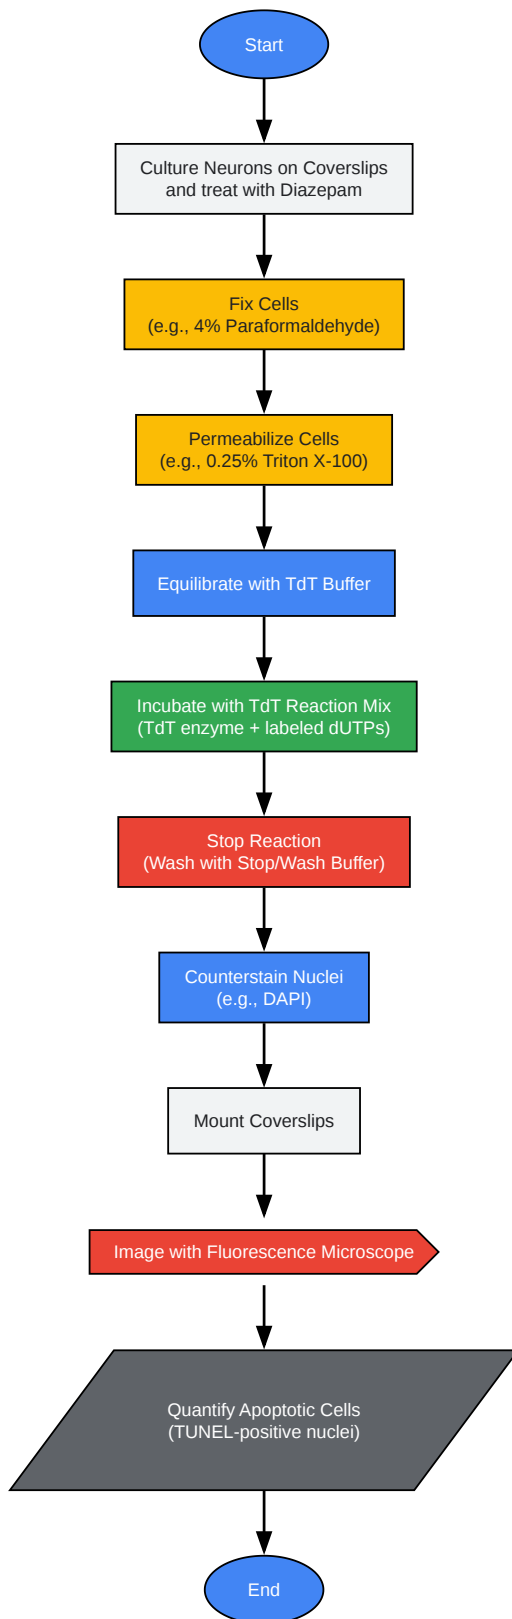 Start
Culture Neurons on Coverslips
and treat with Diazepam
Fix Cells
(e.g., 4% Paraformaldehyde)
Permeabilize Cells
(e.g., 0.25% Triton X-100)
Equilibrate with TdT Buffer
Incubate with TdT Reaction Mix
(TdT enzyme + labeled dUTPs)
Stop Reaction
(Wash with Stop/Wash Buffer)
Counterstain Nuclei
(e.g., DAPI)
Mount Coverslips
Image with Fluorescence Microscope
Quantify Apoptotic Cells
(TUNEL-positive nuclei)
End